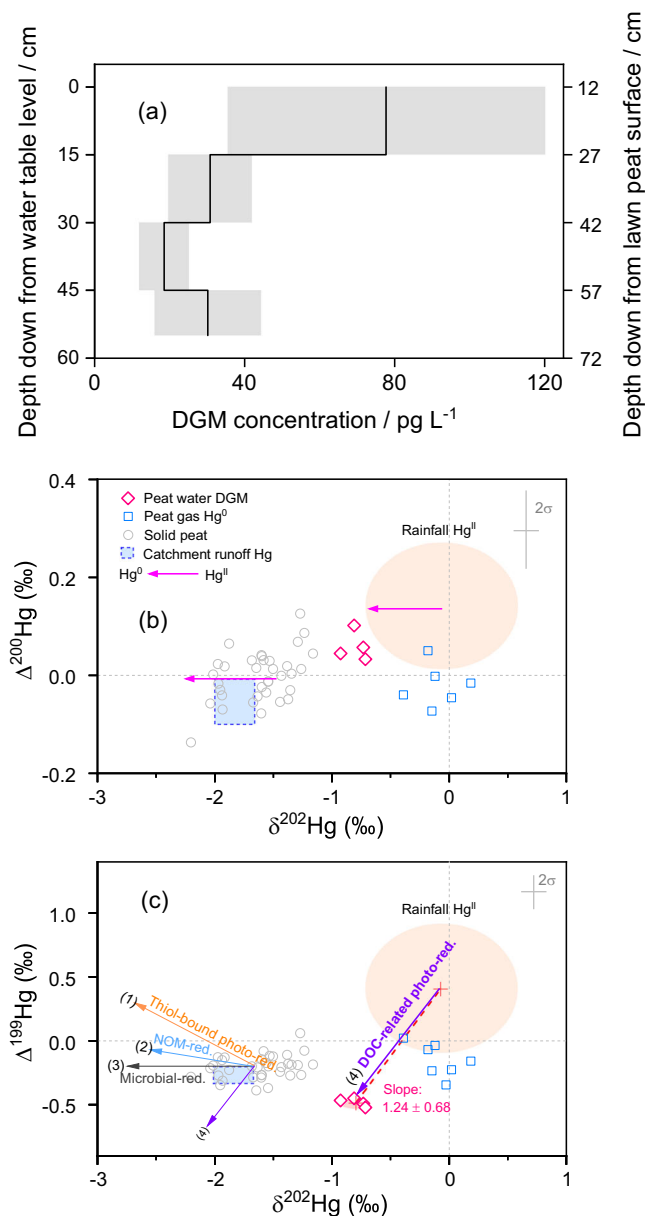 (a)
Depth down from water table level / cm
0
15
30
45
60
Depth down from lawn peat surface / cm
12
27
42
57
72
0
40
80
120
DGM concentration / pg L⁻¹
(b)
Peat water DGM
Peat gas Hg⁰
Solid peat
Catchment runoff Hg
Hg⁰ Hgᴵᴵ
Rainfall Hgᴵᴵ
2σ
Δ²⁰⁰Hg (‰)
0.4
0.2
0.0
-0.2
-3
-2
-1
0
1
δ²⁰²Hg (‰)
(c)
Rainfall Hgᴵᴵ
2σ
Δ¹⁹⁹Hg (‰)
1.0
0.5
0.0
-0.5
(1)
Thiol-bound photo-red.
(2)
NOM-red.
(3)
Microbial-red.
(4)
(4) DOC-related photo-red.
Slope:
1.24 ± 0.68
-3
-2
-1
0
1
δ²⁰²Hg (‰)